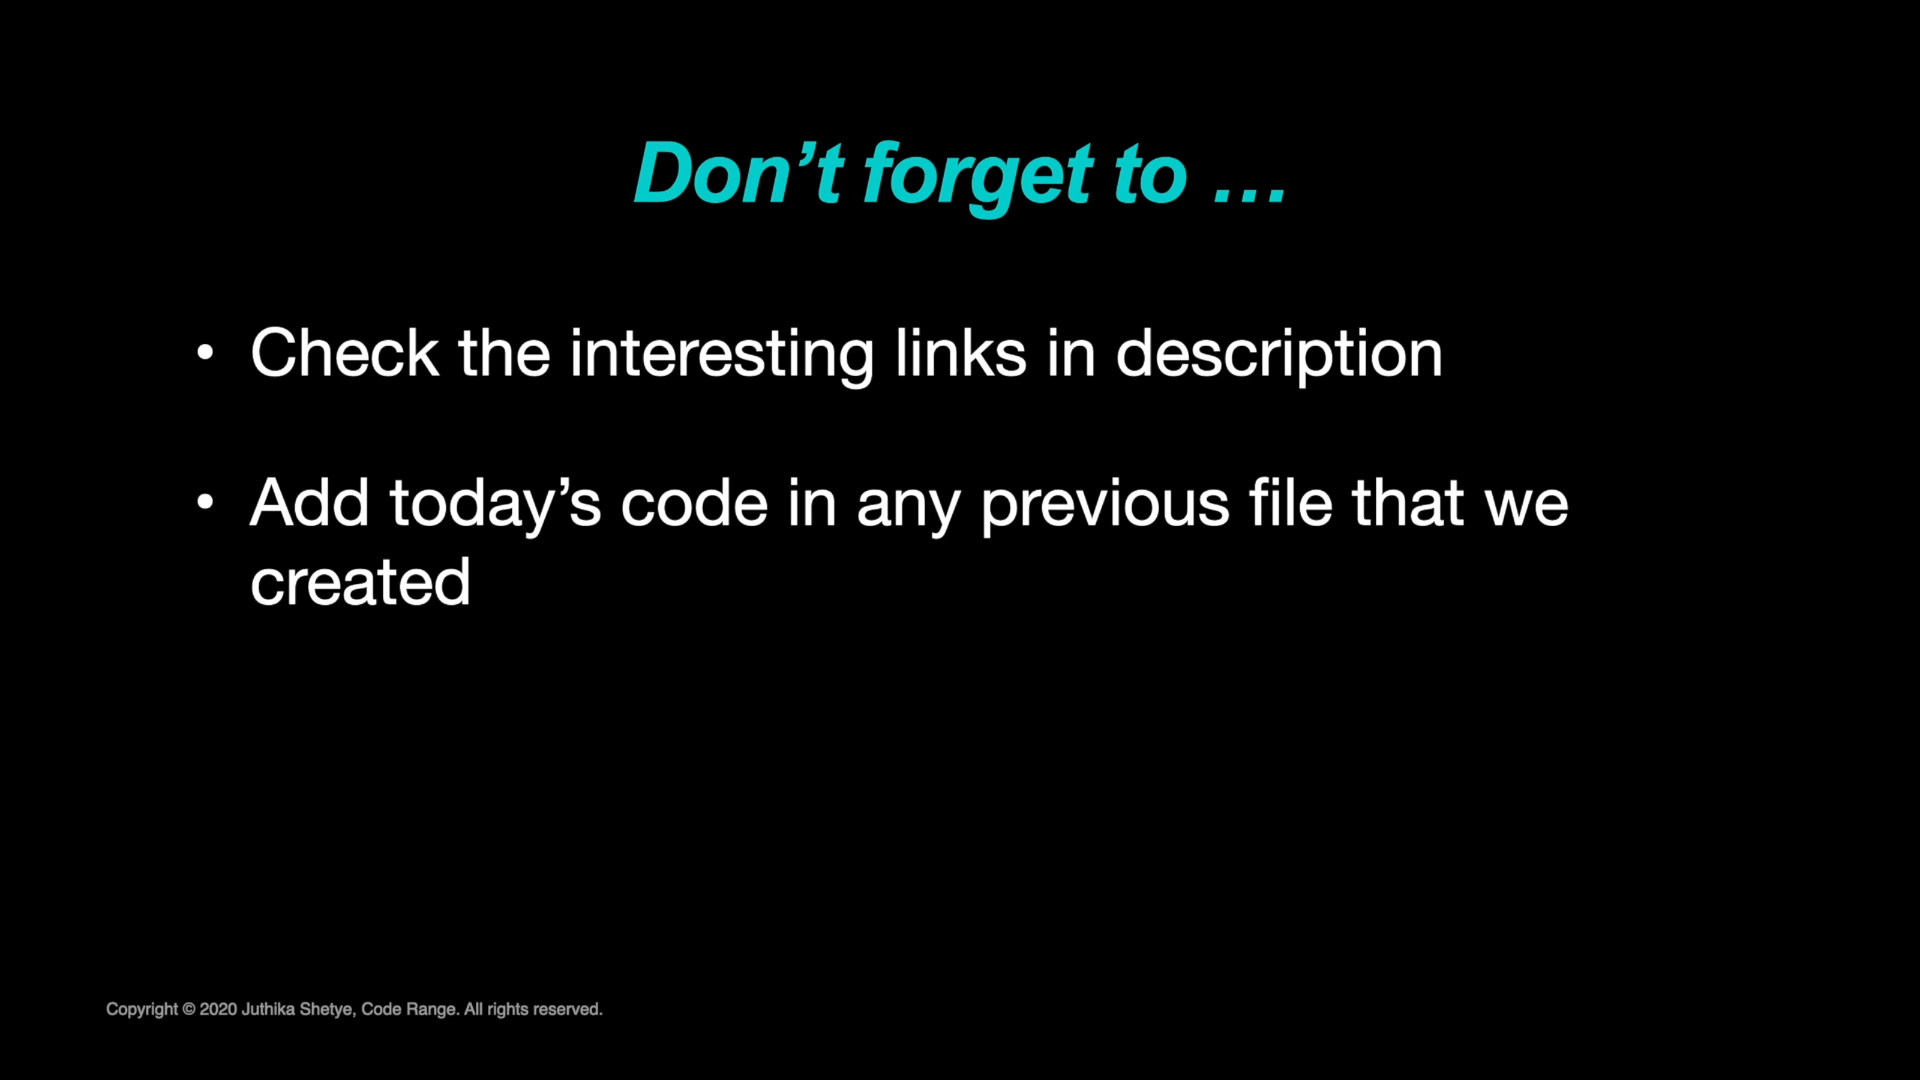 Don’t forget to …
• Check the interesting links in description
• Add today’s code in any previous file that we
created
Copyright © 2020 Juthika Shetye, Code Range. All rights reserved.